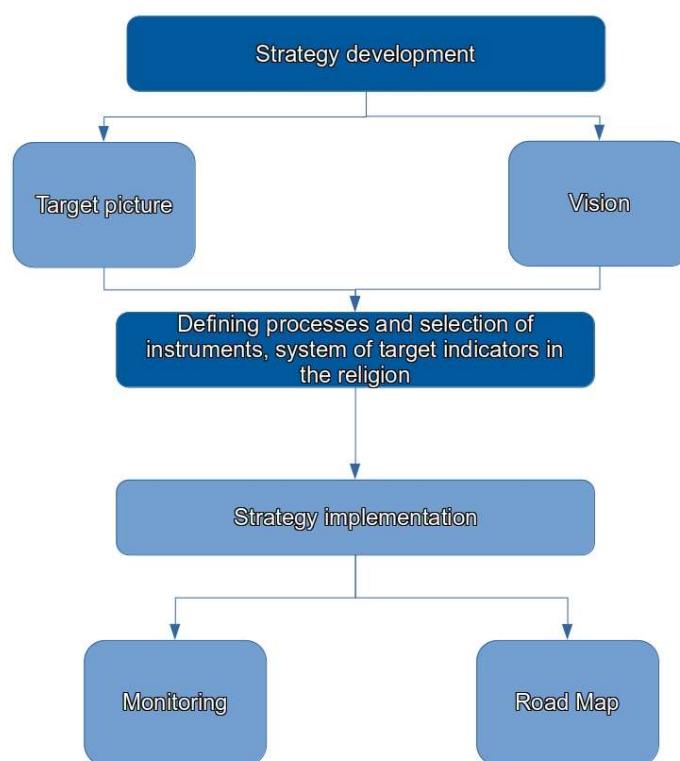 Strategy development
Target picture
Vision
Defining processes and selection of
instruments, system of target indicators in
the religion
Strategy implementation
Monitoring
Road Map